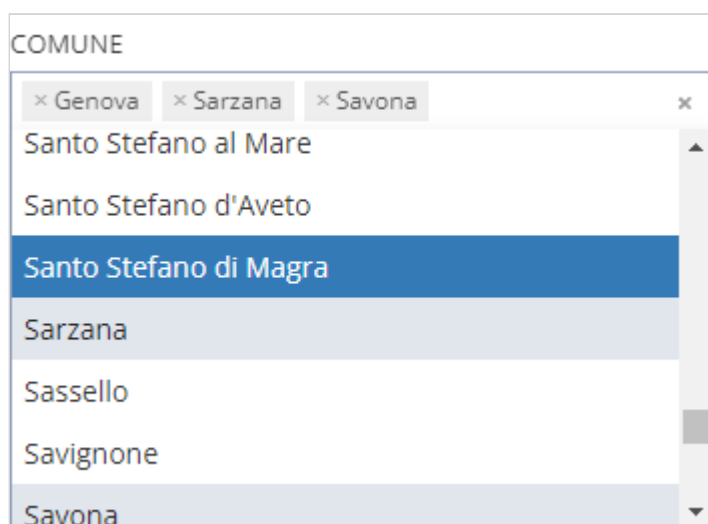 COMUNE
× Genova × Sarzana × Savona ×
Santo Stefano al Mare
Santo Stefano d'Aveto
Santo Stefano di Magra
Sarzana
Sassello
Savignone
Savona